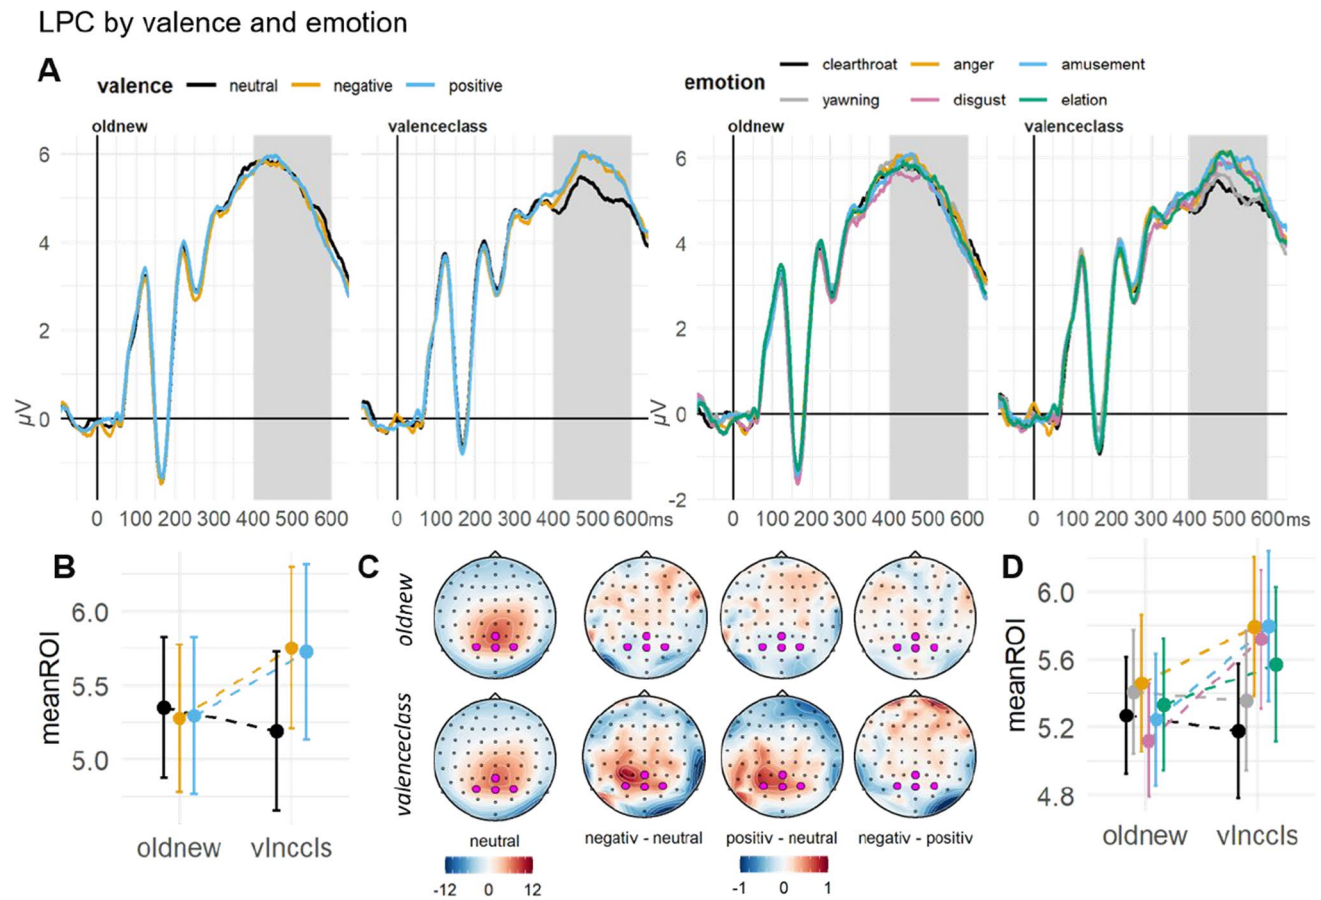 LPC by valence and emotion
A
valence neutral negative positive
emotion clearthroat anger amusement
yawning disgust elation
oldnew valenceclass oldnew valenceclass
6
4
2
0
µV
6
4
2
0
-2
µV
0 100 200 300 400 500 600
0 100 200 300 400 500 600ms
0 100 200 300 400 500 600
0 100 200 300 400 500 600ms
B
meanROI
6.0
5.5
5.0
oldnew vlnccls
C
oldnew
valenceclass
neutral negativ - neutral positiv - neutral negativ - positiv
-12 0 12
-1 0 1
D
meanROI
6.0
5.6
5.2
4.8
oldnew vlnccls